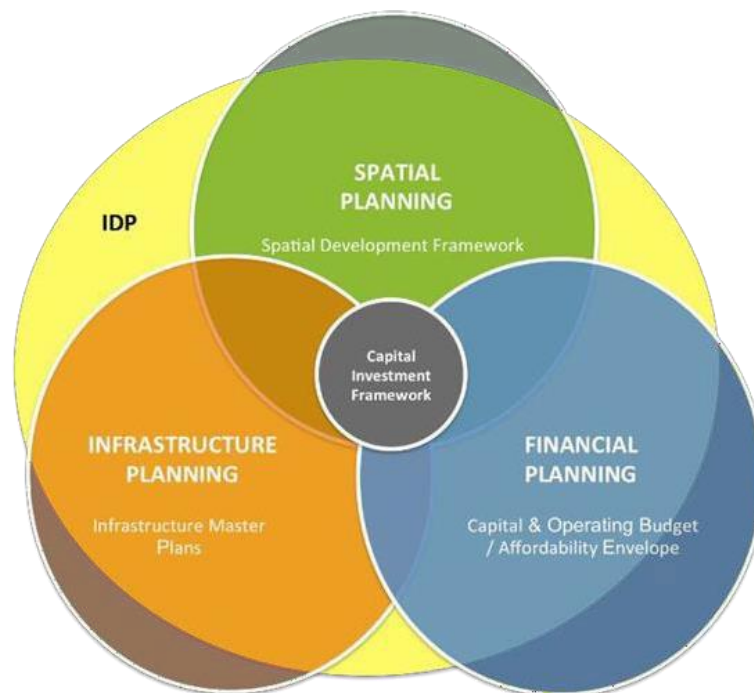 SPATIAL
PLANNING
IDP
Spatial Development Framework
Capital
Investment
Framework
INFRASTRUCTURE
PLANNING
Infrastructure Master
Plans
FINANCIAL
PLANNING
Capital & Operating Budget
/ Affordability Envelope